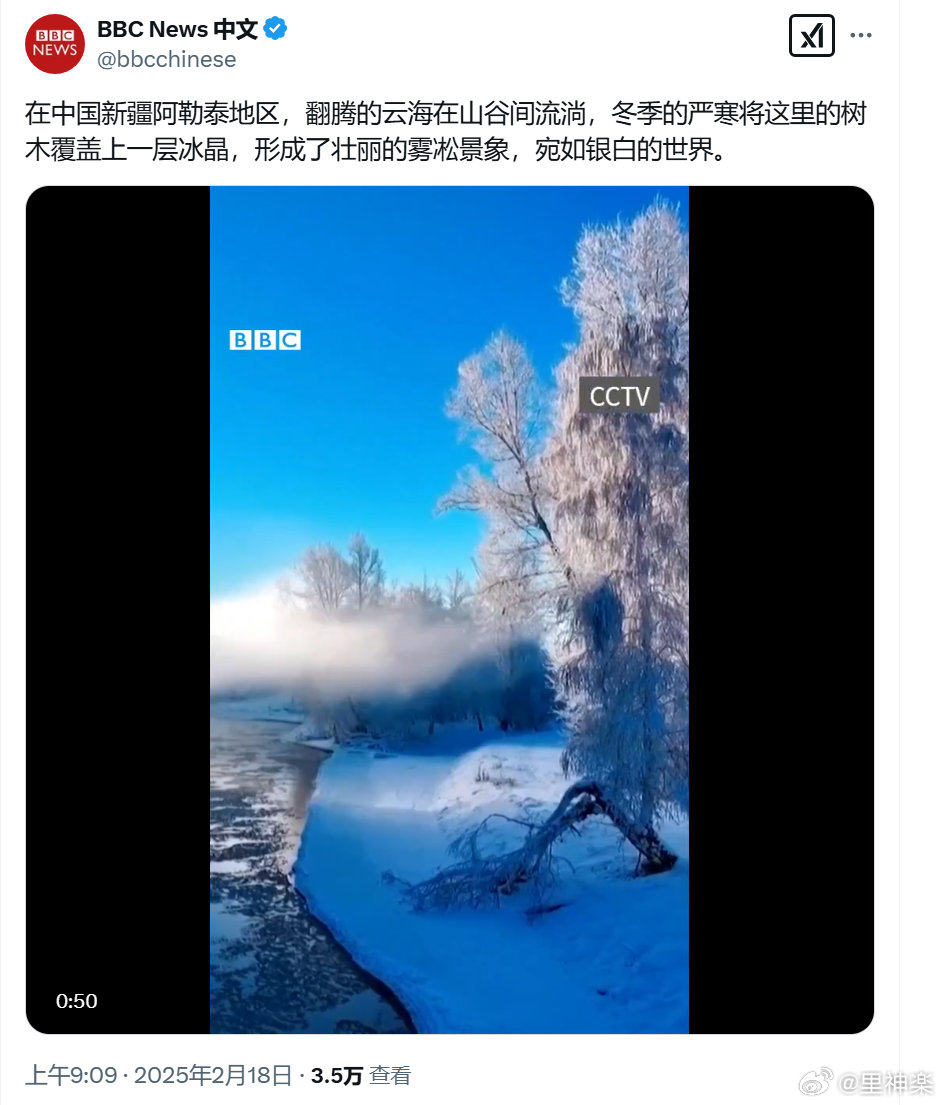 BBC NEWS
BBC News 中文
@bbcchinese
在中国新疆阿勒泰地区，翻腾的云海在山谷间流淌，冬季的严寒将这里的树
木覆盖上一层冰晶，形成了壮丽的雾凇景象，宛如银白的世界。
BBC
CCTV
0:50
上午9:09 · 2025年2月18日 · 3.5万 查看
@里神楽